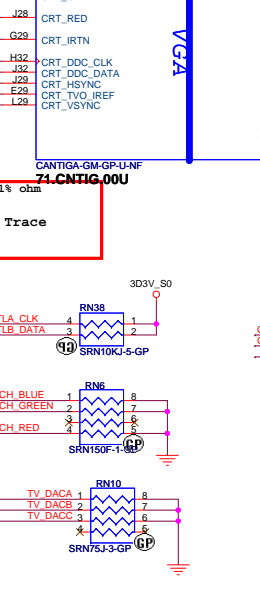 J28 CRT_RED
G29 CRT_IRTN
H32 CRT_DDC_CLK
J32 CRT_DDC_DATA
J29 CRT_HSYNC
E29 CRT_TVO_IREF
L29 CRT_VSYNC
VGA
CANTIGA-GM-GP-U-NF
71.CNTIG.00U
1% ohm
Trace
3D3V_S0
RN38
TLA_CLK 4 1
TLB_DATA 3 2
GP SRN10KJ-5-GP
RN6
CH_BLUE 1 8
CH_GREEN 2 7
3 6
CH_RED 4 5
SRN150F-1-GP
GP
RN10
TV_DACA 1 8
TV_DACB 2 7
TV_DACC 3 6
4 5
SRN75J-3-GP GP